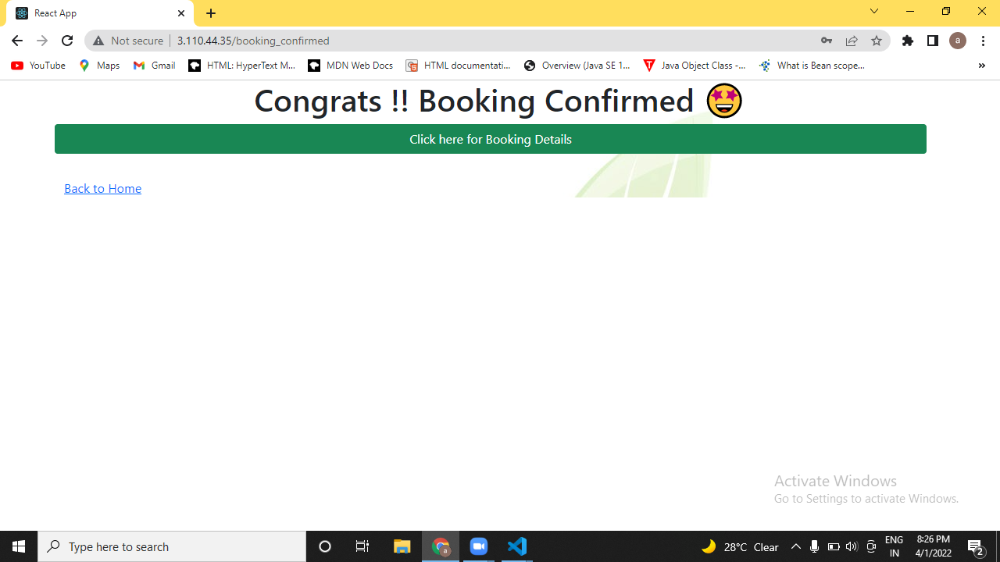 React App
Not secure 3.110.44.35/booking_confirmed a
YouTube Maps Gmail HTML: HyperText M... MDN Web Docs HTML documentati... Overview (Java SE 1... Java Object Class -... What is Bean scope... »
Congrats !! Booking Confirmed 🤩
Click here for Booking Details
Back to Home
Activate Windows
Go to Settings to activate Windows.
Type here to search a 28°C Clear ENG 8:26 PM
IN 4/1/2022 2